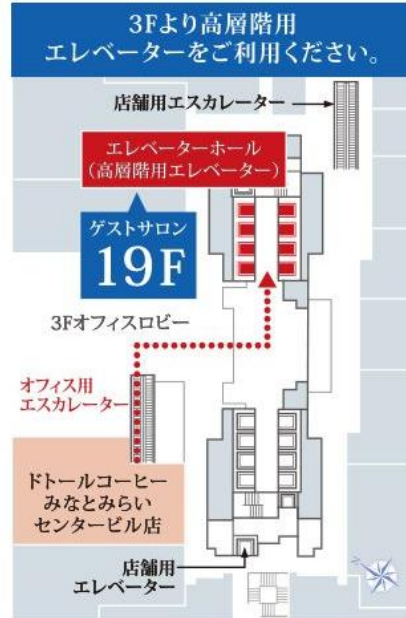 3Fより高層階用
エレベーターをご利用ください。
店舗用エスカレーター
エレベーターホール
（高層階用エレベーター）
ゲストサロン
19F
3Fオフィスロビー
オフィス用
エスカレーター
ドトールコーヒー
みなとみらい
センタービル店
店舗用
エレベーター